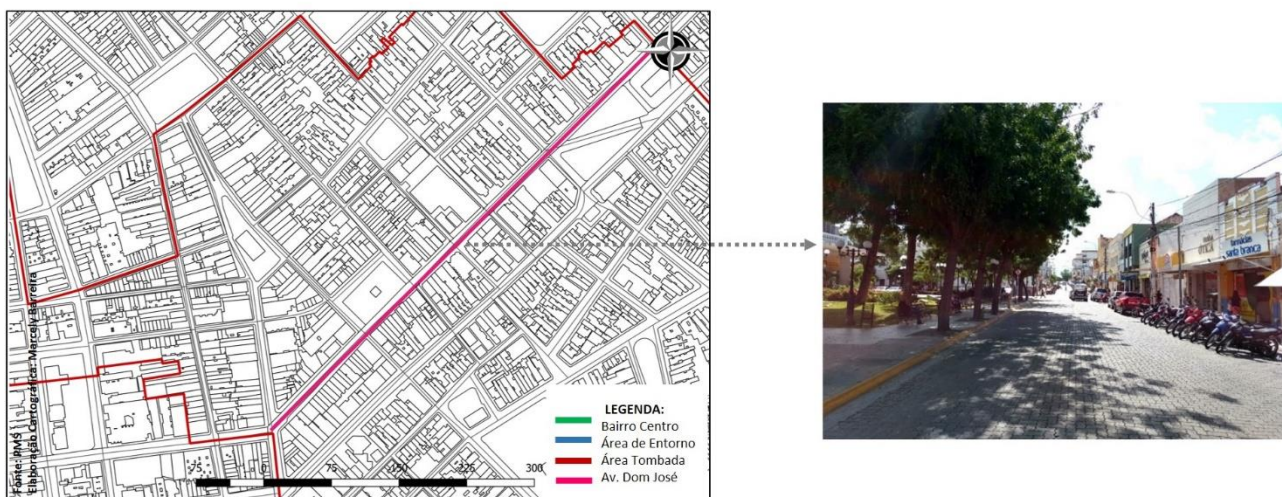 Fonte: PMS
Elaboração Cartográfica: Marcely Barreira
LEGENDA:
Bairro Centro
Área de Entorno
Área Tombada
Av. Dom José
75 0 75 150 225 300
farmácias
santa branca